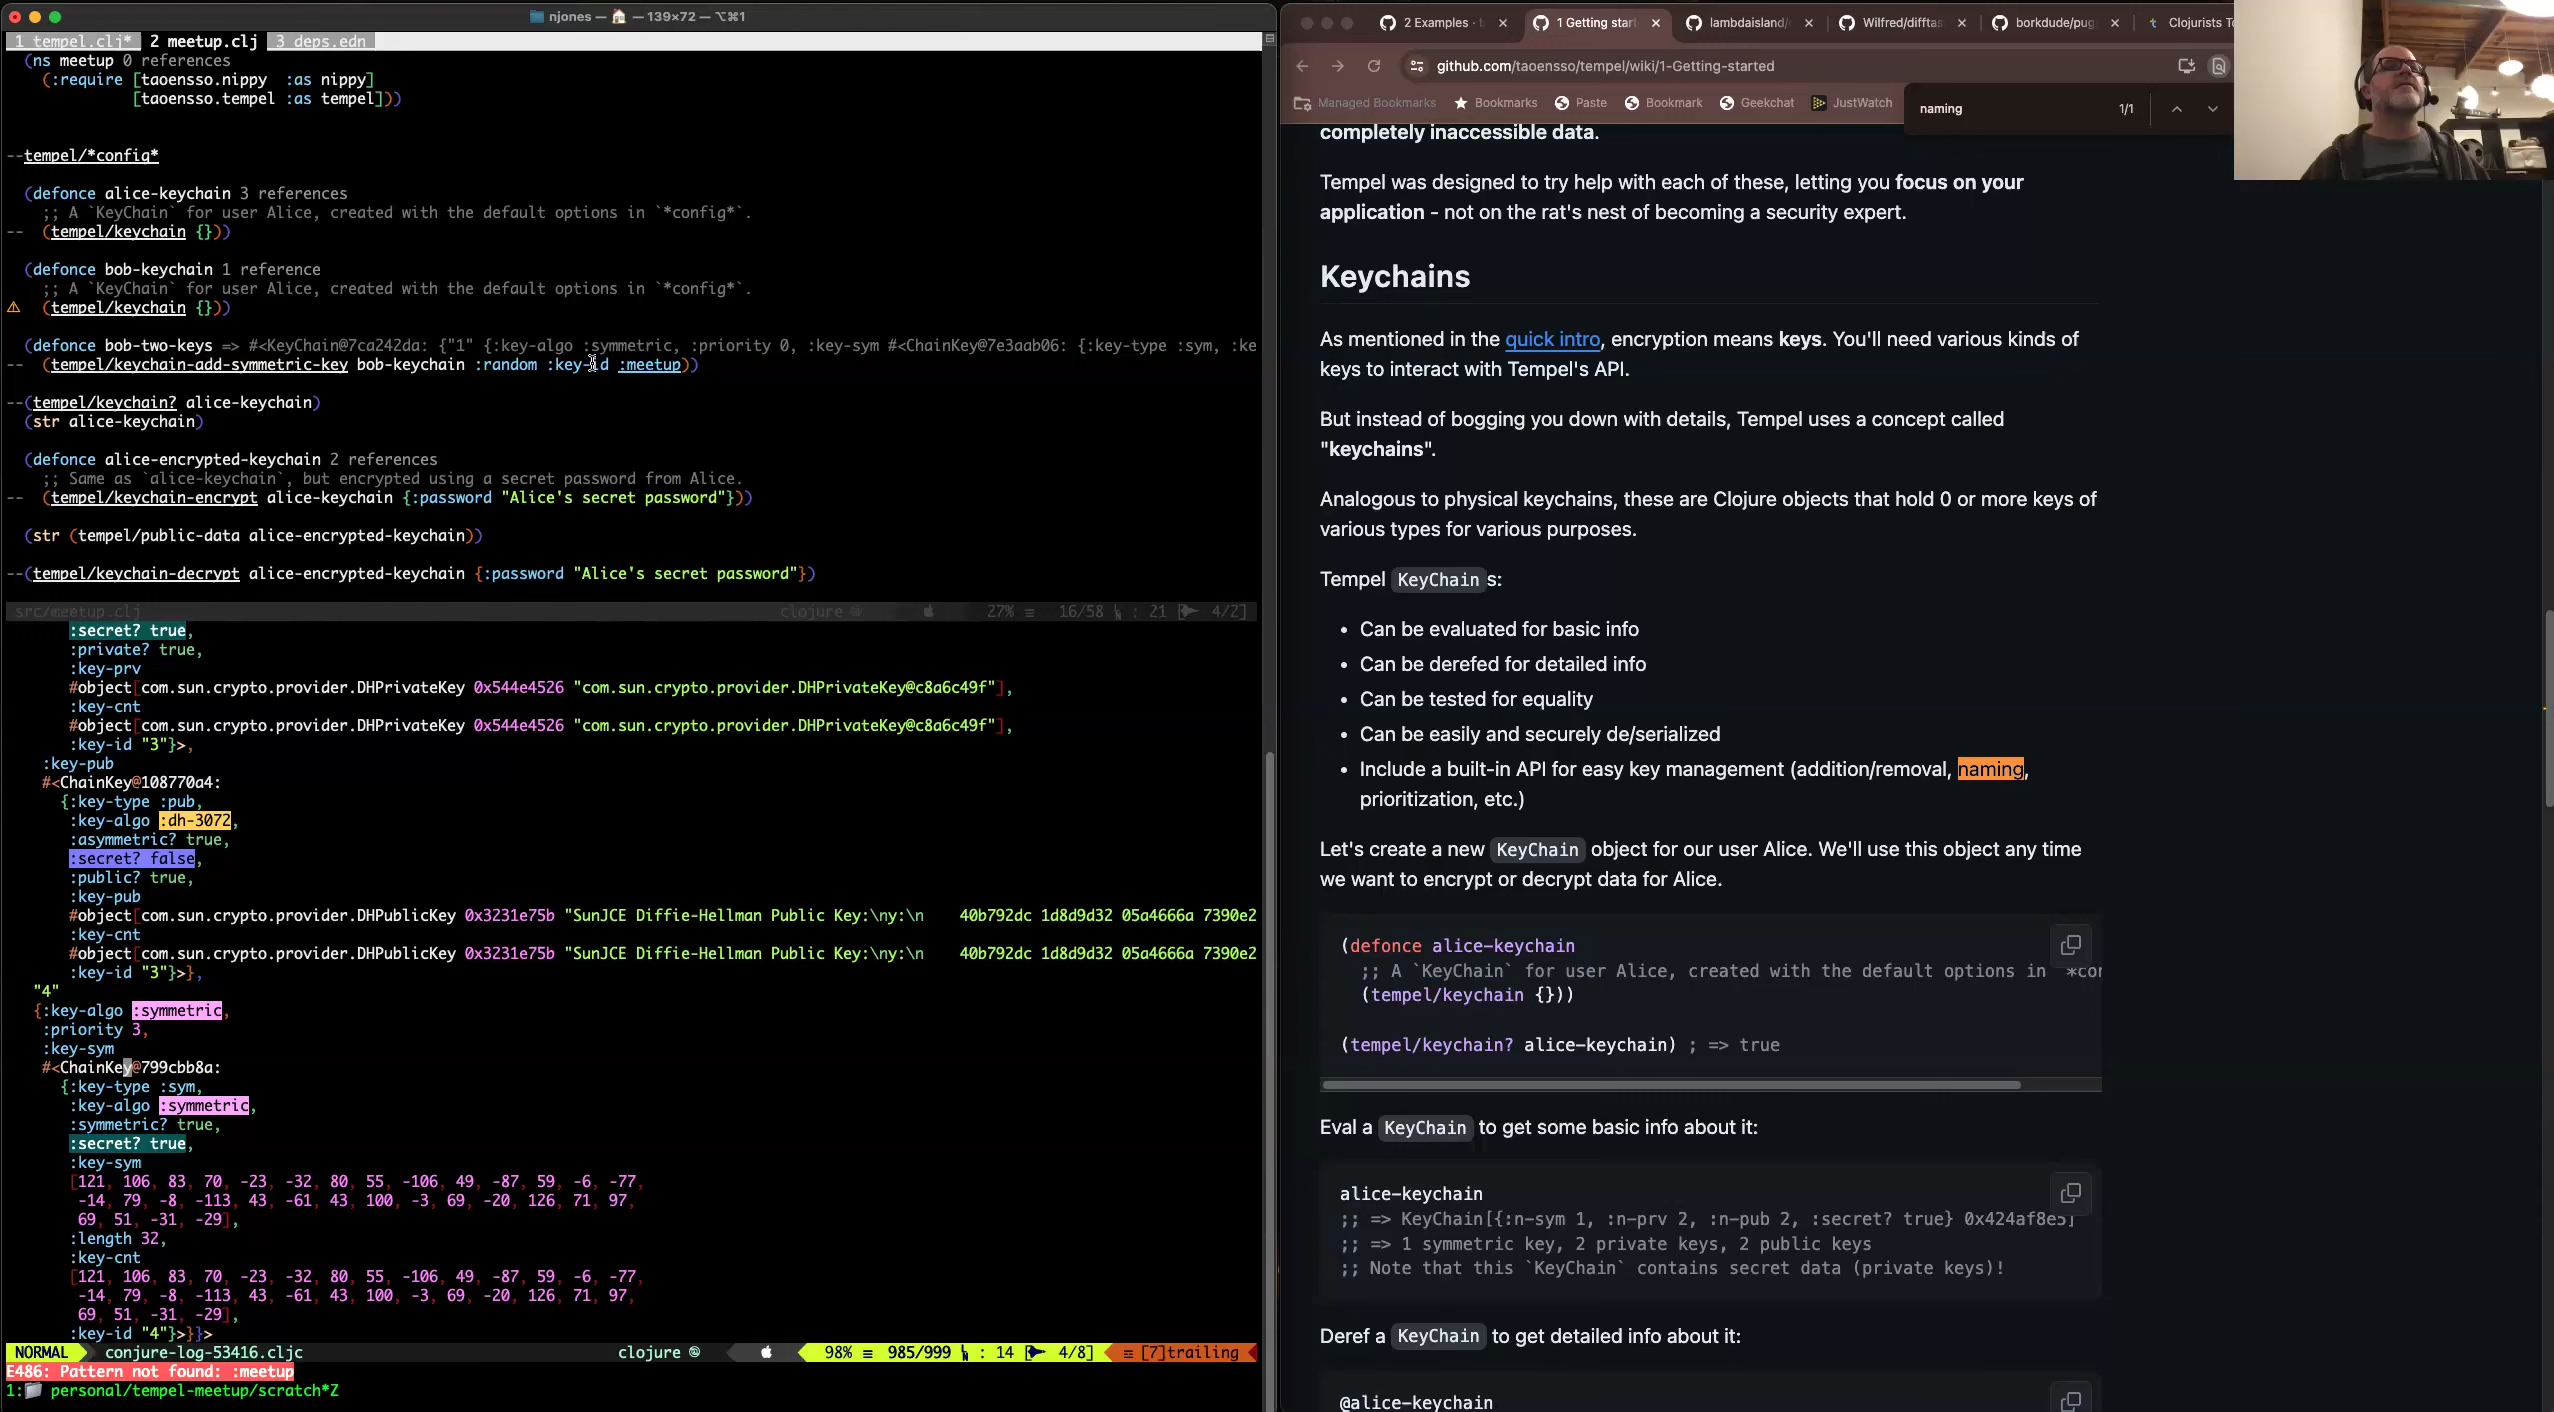 njones — 🏠 — 139×72 — ⌥⌘1
1 tempel.clj* 2 meetup.clj 3 deps.edn
(ns meetup 0 references
(:require [taoensso.nippy :as nippy]
[taoensso.tempel :as tempel]))
--tempel/*config*
(defonce alice-keychain 3 references
;; A `KeyChain` for user Alice, created with the default options in `*config*`.
-- (tempel/keychain {}))
(defonce bob-keychain 1 reference
;; A `KeyChain` for user Alice, created with the default options in `*config*`.
⚠ (tempel/keychain {}))
(defonce bob-two-keys => #<KeyChain@7ca242da: {"1" {:key-algo :symmetric, :priority 0, :key-sym #<ChainKey@7e3aab06: {:key-type :sym, :ke
-- (tempel/keychain-add-symmetric-key bob-keychain :random :key-id :meetup))
--(tempel/keychain? alice-keychain)
(str alice-keychain)
(defonce alice-encrypted-keychain 2 references
;; Same as `alice-keychain`, but encrypted using a secret password from Alice.
-- (tempel/keychain-encrypt alice-keychain {:password "Alice's secret password"}))
(str (tempel/public-data alice-encrypted-keychain))
--(tempel/keychain-decrypt alice-encrypted-keychain {:password "Alice's secret password"})
src/meetup.clj clojure 27% ≡ 16/58 : 21 4/2]
:secret? true,
:private? true,
:key-prv
#object[com.sun.crypto.provider.DHPrivateKey 0x544e4526 "com.sun.crypto.provider.DHPrivateKey@c8a6c49f"],
:key-cnt
#object[com.sun.crypto.provider.DHPrivateKey 0x544e4526 "com.sun.crypto.provider.DHPrivateKey@c8a6c49f"],
:key-id "3"}>,
:key-pub
#<ChainKey@108770a4:
{:key-type :pub,
:key-algo :dh-3072,
:asymmetric? true,
:secret? false,
:public? true,
:key-pub
#object[com.sun.crypto.provider.DHPublicKey 0x3231e75b "SunJCE Diffie-Hellman Public Key:\ny:\n 40b792dc 1d8d9d32 05a4666a 7390e2
:key-cnt
#object[com.sun.crypto.provider.DHPublicKey 0x3231e75b "SunJCE Diffie-Hellman Public Key:\ny:\n 40b792dc 1d8d9d32 05a4666a 7390e2
:key-id "3"}>},
"4"
{:key-algo :symmetric,
:priority 3,
:key-sym
#<ChainKey@799cbb8a:
{:key-type :sym,
:key-algo :symmetric,
:symmetric? true,
:secret? true,
:key-sym
[121, 106, 83, 70, -23, -32, 80, 55, -106, 49, -87, 59, -6, -77,
-14, 79, -8, -113, 43, -61, 43, 100, -3, 69, -20, 126, 71, 97,
69, 51, -31, -29],
:length 32,
:key-cnt
[121, 106, 83, 70, -23, -32, 80, 55, -106, 49, -87, 59, -6, -77,
-14, 79, -8, -113, 43, -61, 43, 100, -3, 69, -20, 126, 71, 97,
69, 51, -31, -29],
:key-id "4"}>}}>
NORMAL conjure-log-53416.cljc clojure 98% ≡ 985/999 : 14 4/8] ≡ [7]trailing
E486: Pattern not found: :meetup
1: personal/tempel-meetup/scratch*Z
2 Examples · × 1 Getting star × lambdaisland/ × Wilfred/difftas × borkdude/pug × Clojurists To
github.com/taoensso/tempel/wiki/1-Getting-started
Managed Bookmarks Bookmarks Paste Bookmark Geekchat JustWatch
naming 1/1
completely inaccessible data.
Tempel was designed to try help with each of these, letting you focus on your
application - not on the rat's nest of becoming a security expert.
Keychains
As mentioned in the quick intro, encryption means keys. You'll need various kinds of
keys to interact with Tempel's API.
But instead of bogging you down with details, Tempel uses a concept called
"keychains".
Analogous to physical keychains, these are Clojure objects that hold 0 or more keys of
various types for various purposes.
Tempel KeyChain s:
• Can be evaluated for basic info
• Can be derefed for detailed info
• Can be tested for equality
• Can be easily and securely de/serialized
• Include a built-in API for easy key management (addition/removal, naming,
prioritization, etc.)
Let's create a new KeyChain object for our user Alice. We'll use this object any time
we want to encrypt or decrypt data for Alice.
(defonce alice-keychain
;; A `KeyChain` for user Alice, created with the default options in `*con
(tempel/keychain {}))
(tempel/keychain? alice-keychain) ; => true
Eval a KeyChain to get some basic info about it:
alice-keychain
;; => KeyChain[{:n-sym 1, :n-prv 2, :n-pub 2, :secret? true} 0x424af8e5]
;; => 1 symmetric key, 2 private keys, 2 public keys
;; Note that this `KeyChain` contains secret data (private keys)!
Deref a KeyChain to get detailed info about it:
@alice-keychain